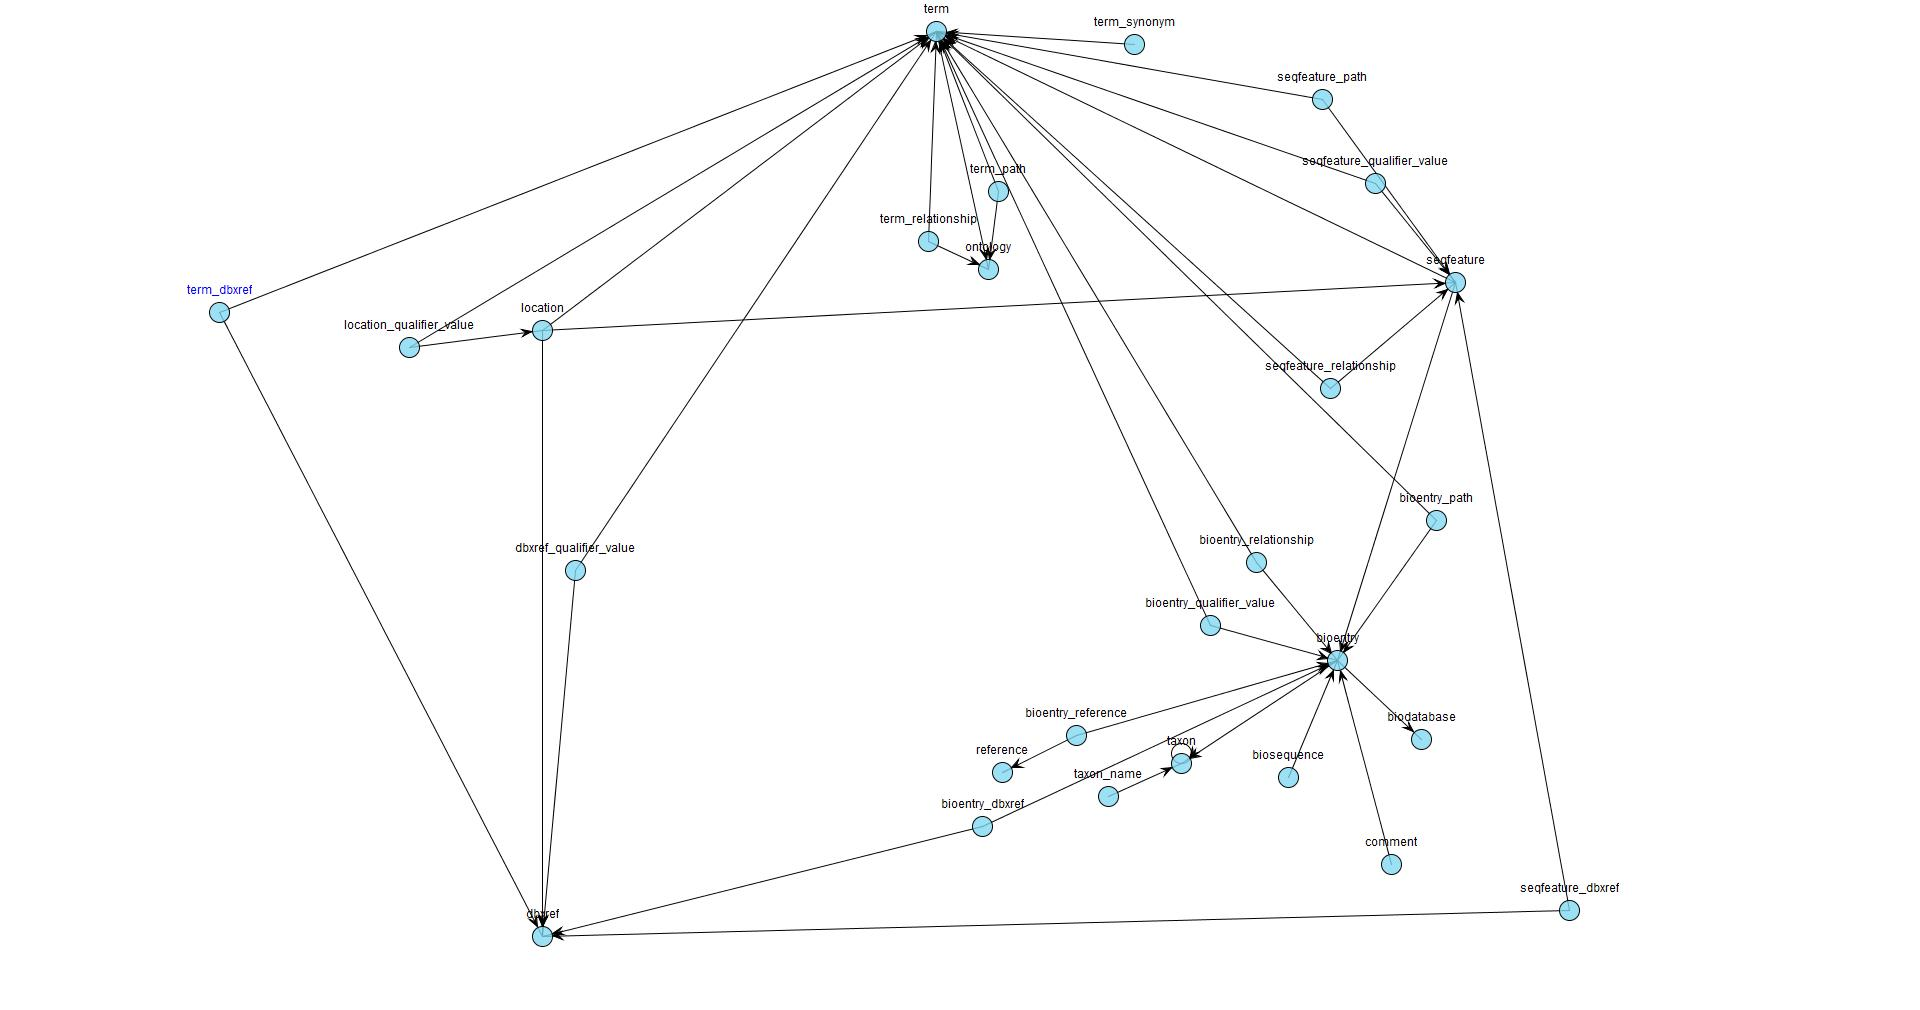 term
term_synonym
seqfeature_path
seqfeature_qualifier_value
term_path
term_relationship
ontology
seqfeature
term_dbxref
location
location_qualifier_value
seqfeature_relationship
bioentry_path
bioentry_relationship
dbxref_qualifier_value
bioentry_qualifier_value
bioentry
bioentry_reference
biodatabase
taxon
reference
biosequence
taxon_name
bioentry_dbxref
comment
seqfeature_dbxref
dbxref